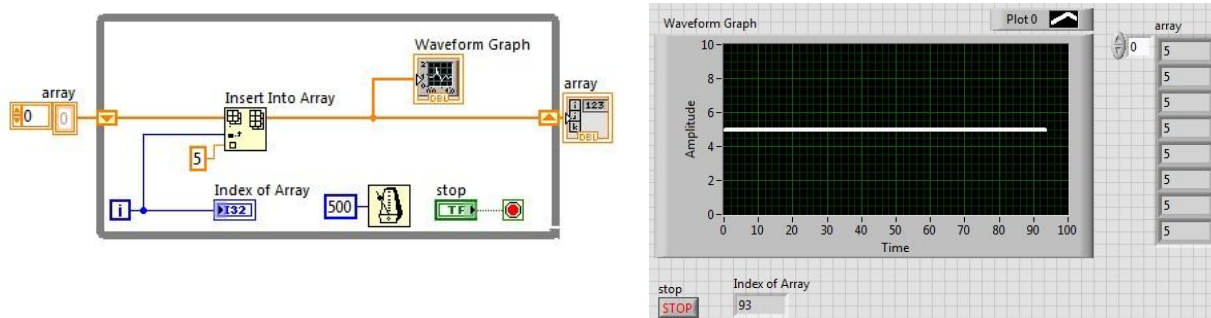 array
0
0
Insert Into Array
5
i
Index of Array
I32
500
Waveform Graph
DBL
stop
TF
array
123
DBL
Waveform Graph
Plot 0
10
8
6
4
2
0
Amplitude
0 10 20 30 40 50 60 70 80 90 100
Time
array
0
5
5
5
5
5
5
5
5
stop
STOP
Index of Array
93